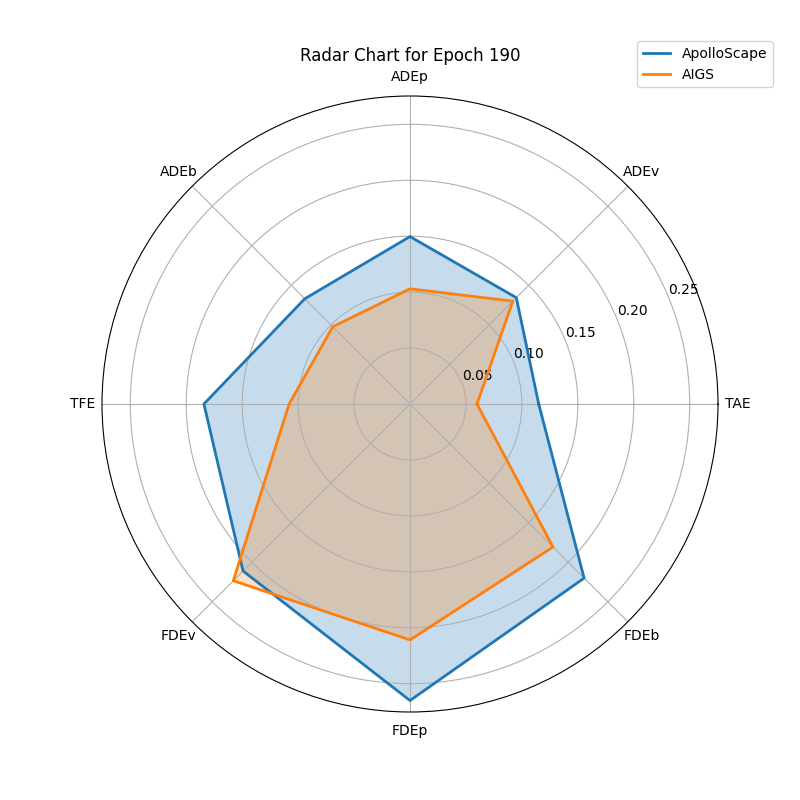 Radar Chart for Epoch 190
ApolloScape
AIGS
ADEp
ADEb
ADEv
0.25
0.20
0.15
0.10
0.05
TFE
TAE
FDEv
FDEb
FDEp